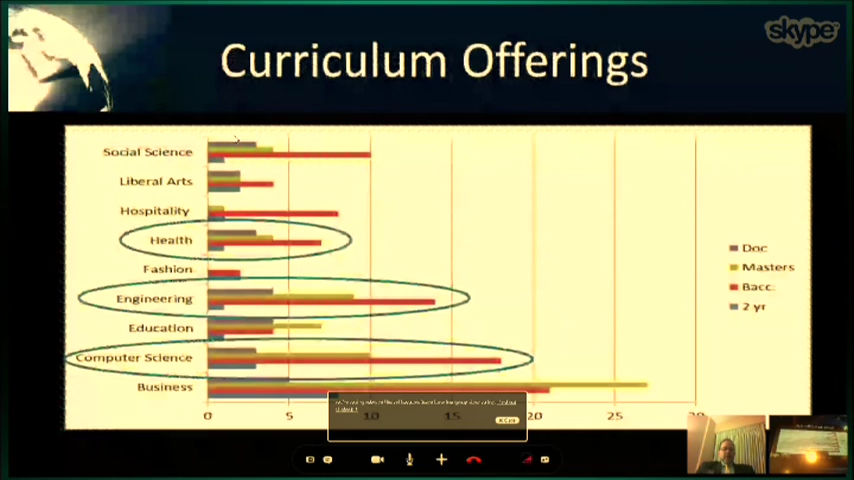 skype
Curriculum Offerings
Social Science
Liberal Arts
Hospitality
Health
Fashion
Engineering
Education
Computer Science
Business
Doc
Masters
Bacc.
2 yr
0 5 10 15 20 25 30